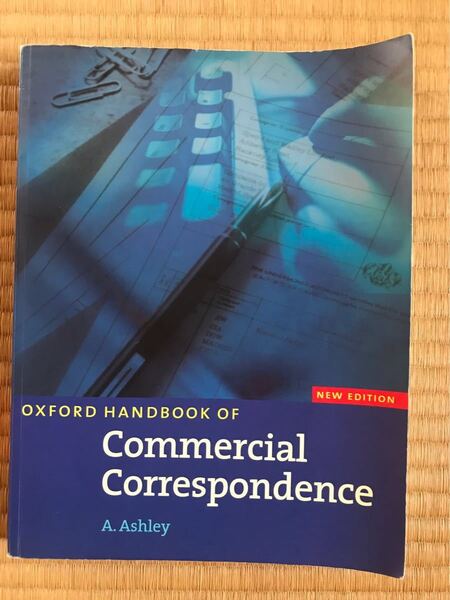 NEW EDITION
OXFORD HANDBOOK OF
Commercial
Correspondence
A. Ashley